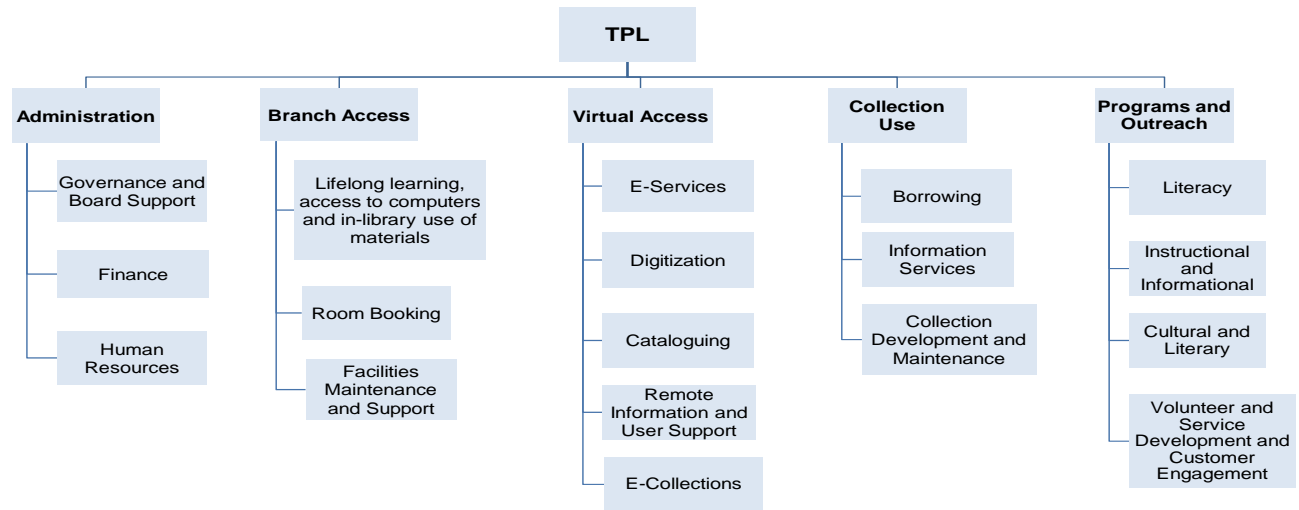 TPL
Administration
Governance and
Board Support
Finance
Human
Resources
Branch Access
Lifelong learning,
access to computers
and in-library use of
materials
Room Booking
Facilities
Maintenance
and Support
Virtual Access
E-Services
Digitization
Cataloguing
Remote
Information and
User Support
E-Collections
Collection
Use
Borrowing
Information
Services
Collection
Development and
Maintenance
Programs and
Outreach
Literacy
Instructional
and
Informational
Cultural and
Literary
Volunteer and
Service
Development and
Customer
Engagement